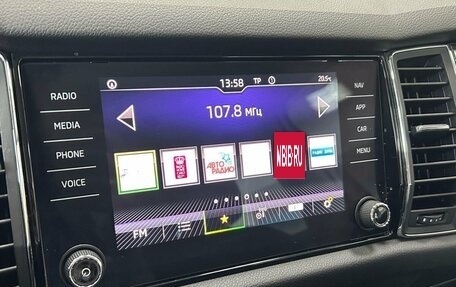 13:58
TP
20.5°C
RADIO
NAV
107.8 МГц
APP
MEDIA
CAR
PHONE
АВТО
РАДИО
NBIB.RU
MENU
VOICE
FM